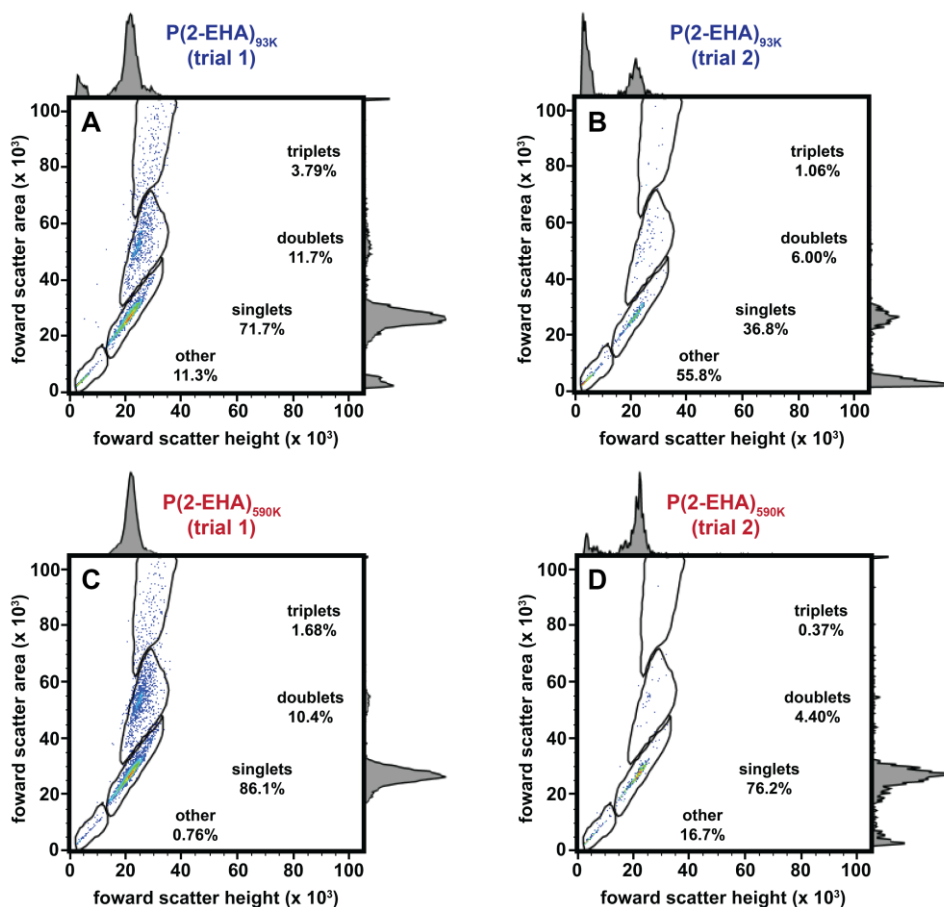 P(2-EHA)93K
(trial 1)
A
foward scatter area (x 10³)
100
80
60
40
20
0
triplets
3.79%
doublets
11.7%
singlets
71.7%
other
11.3%
0 20 40 60 80 100
foward scatter height (x 10³)
P(2-EHA)93K
(trial 2)
B
foward scatter area (x 10³)
100
80
60
40
20
0
triplets
1.06%
doublets
6.00%
singlets
36.8%
other
55.8%
0 20 40 60 80 100
foward scatter height (x 10³)
P(2-EHA)590K
(trial 1)
C
foward scatter area (x 10³)
100
80
60
40
20
0
triplets
1.68%
doublets
10.4%
singlets
86.1%
other
0.76%
0 20 40 60 80 100
foward scatter height (x 10³)
P(2-EHA)590K
(trial 2)
D
foward scatter area (x 10³)
100
80
60
40
20
0
triplets
0.37%
doublets
4.40%
singlets
76.2%
other
16.7%
0 20 40 60 80 100
foward scatter height (x 10³)